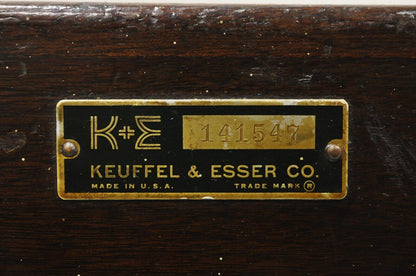 K+E 141547
KEUFFEL & ESSER CO.
MADE IN U.S.A. TRADE MARK ®